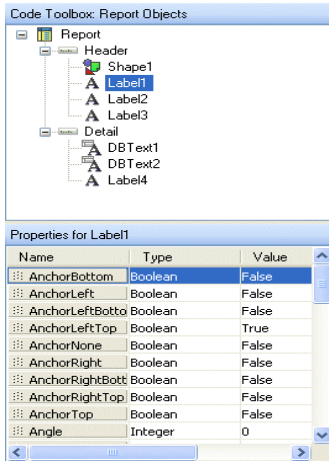 Code Toolbox: Report Objects
Report
Header
Shape1
Label1
Label2
Label3
Detail
DBText1
DBText2
Label4
Properties for Label1
Name Type Value
AnchorBottom Boolean False
AnchorLeft Boolean False
AnchorLeftBotto Boolean False
AnchorLeftTop Boolean True
AnchorNone Boolean False
AnchorRight Boolean False
AnchorRightBott Boolean False
AnchorRightTop Boolean False
AnchorTop Boolean False
Angle Integer 0